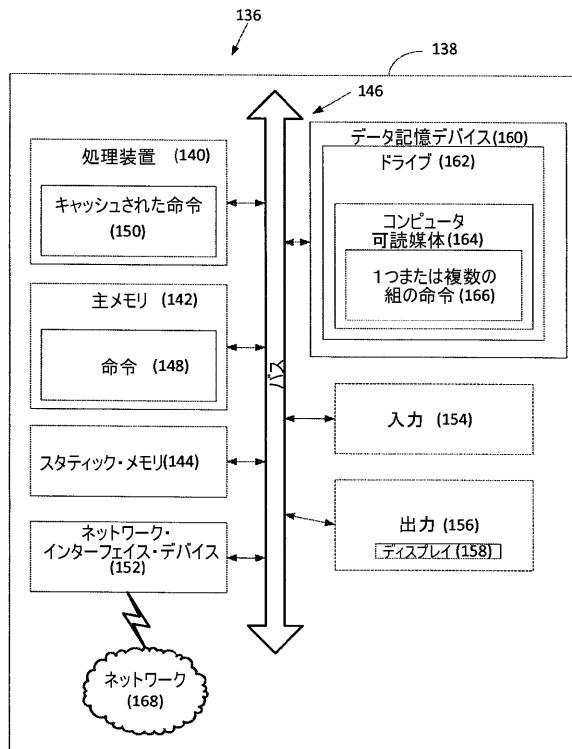 136
138
146
処理装置 (140)
キャッシュされた命令
(150)
主メモリ (142)
命令 (148)
スタティック・メモリ(144)
ネットワーク・
インターフェイス・デバイス
(152)
ネットワーク
(168)
バス
データ記憶デバイス(160)
ドライブ (162)
コンピュータ
可読媒体(164)
1つまたは複数の
組の命令(166)
入力 (154)
出力 (156)
ディスプレイ(158)